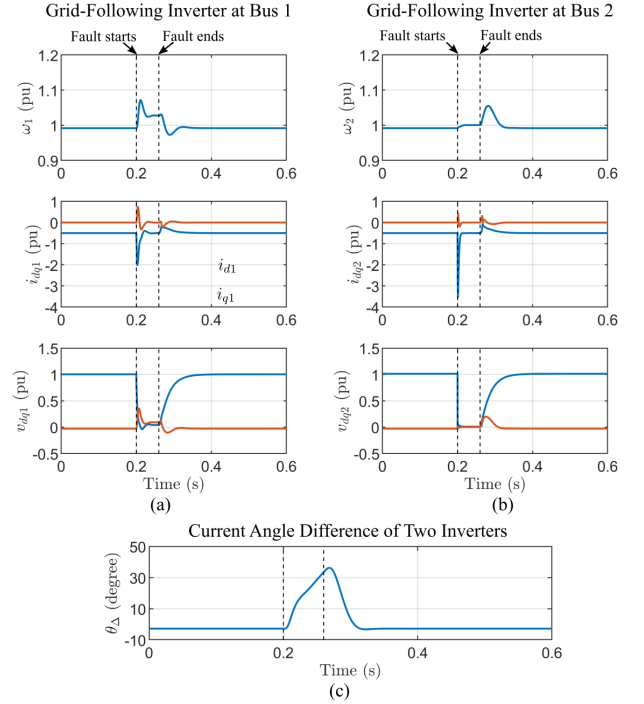 Grid-Following Inverter at Bus 1
Fault starts
Fault ends
1.2
1.1
1
0.9
ω1 (pu)
0
0.2
0.4
0.6
1
0
-1
-2
-3
-4
idq1 (pu)
id1
iq1
0
0.2
0.4
0.6
1.5
1
0.5
0
-0.5
vdq1 (pu)
0
0.2
0.4
0.6
Time (s)
(a)
Grid-Following Inverter at Bus 2
Fault starts
Fault ends
1.2
1.1
1
0.9
ω2 (pu)
0
0.2
0.4
0.6
1
0
-1
-2
-3
-4
idq2 (pu)
0
0.2
0.4
0.6
1.5
1
0.5
0
-0.5
vdq2 (pu)
0
0.2
0.4
0.6
Time (s)
(b)
Current Angle Difference of Two Inverters
50
30
10
-10
θΔ (degree)
0
0.2
0.4
0.6
Time (s)
(c)